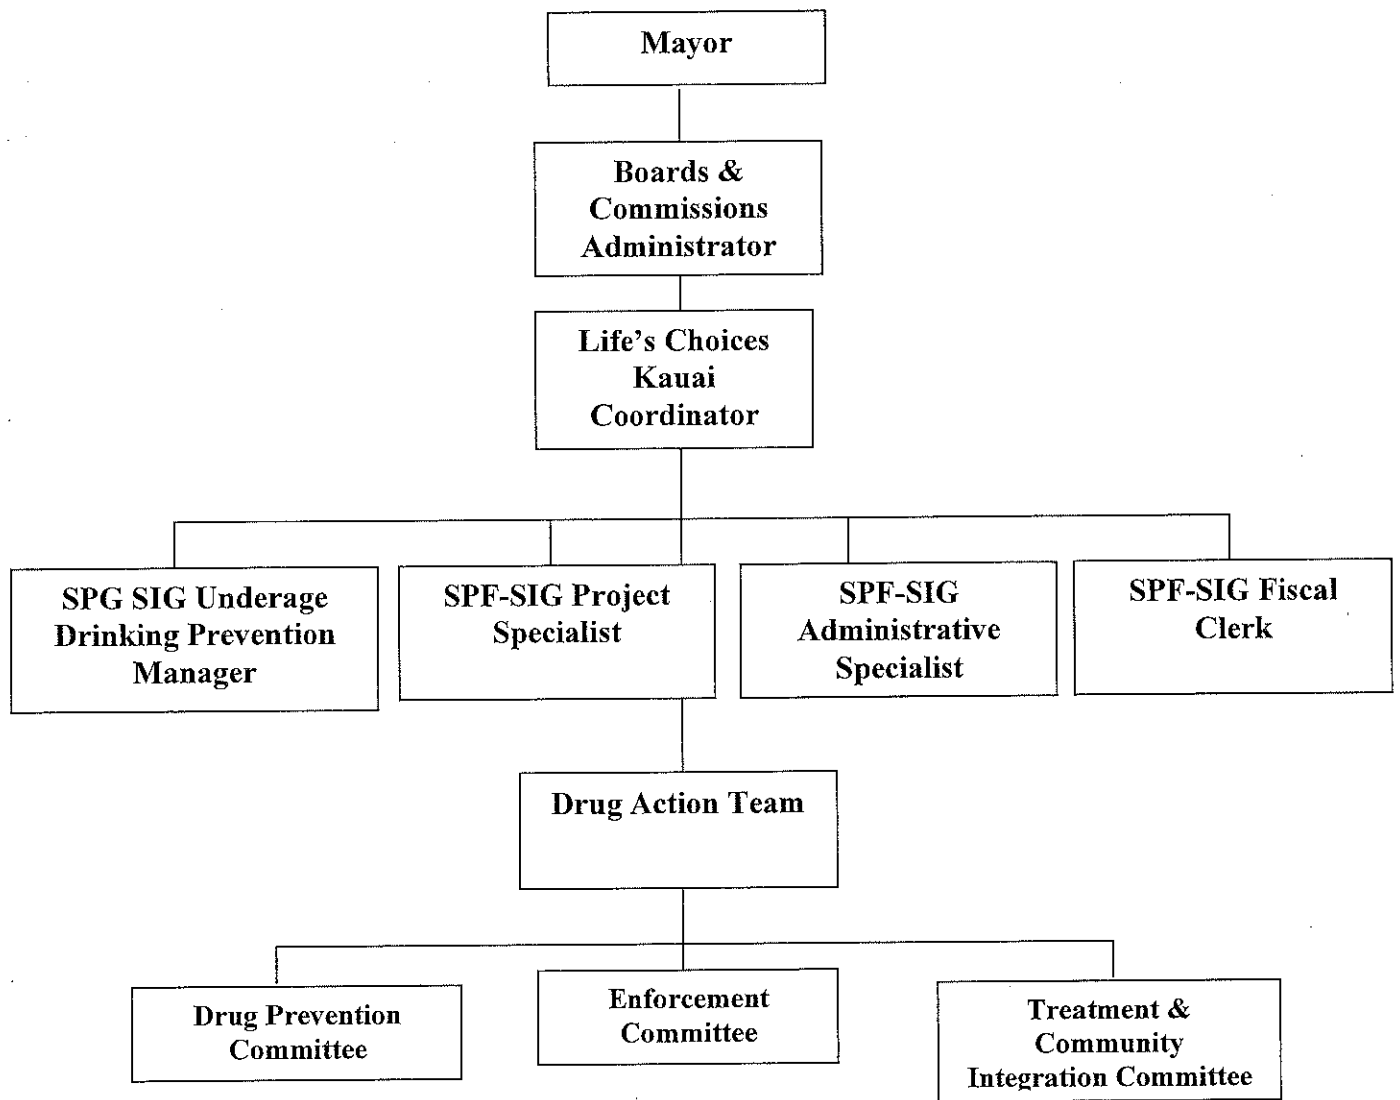 Mayor
Boards &
Commissions
Administrator
Life's Choices
Kauai
Coordinator
SPG SIG Underage
Drinking Prevention
Manager
SPF-SIG Project
Specialist
SPF-SIG
Administrative
Specialist
SPF-SIG Fiscal
Clerk
Drug Action Team
Drug Prevention
Committee
Enforcement
Committee
Treatment &
Community
Integration Committee